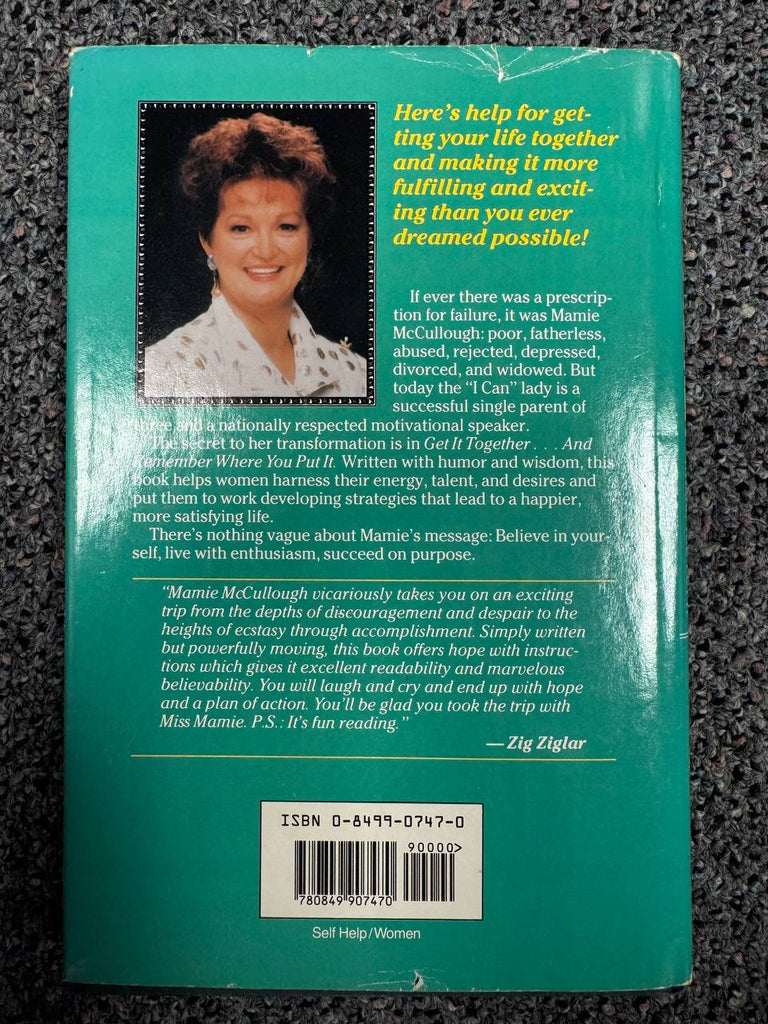 Here's help for get-
ting your life together
and making it more
fulfilling and excit-
ing than you ever
dreamed possible!
If ever there was a prescrip-
tion for failure, it was Mamie
McCullough: poor, fatherless,
abused, rejected, depressed,
divorced, and widowed. But
today the "I Can" lady is a
successful single parent of
three and a nationally respected motivational speaker.
The secret to her transformation is in Get It Together . . . And
Remember Where You Put It. Written with humor and wisdom, this
book helps women harness their energy, talent, and desires and
put them to work developing strategies that lead to a happier,
more satisfying life.
There's nothing vague about Mamie's message: Believe in your-
self, live with enthusiasm, succeed on purpose.
"Mamie McCullough vicariously takes you on an exciting
trip from the depths of discouragement and despair to the
heights of ecstasy through accomplishment. Simply written
but powerfully moving, this book offers hope with instruc-
tions which gives it excellent readability and marvelous
believability. You will laugh and cry and end up with hope
and a plan of action. You'll be glad you took the trip with
Miss Mamie. P.S.: It's fun reading."
— Zig Ziglar
ISBN 0-8499-0747-0
90000>
780849 907470
Self Help/Women